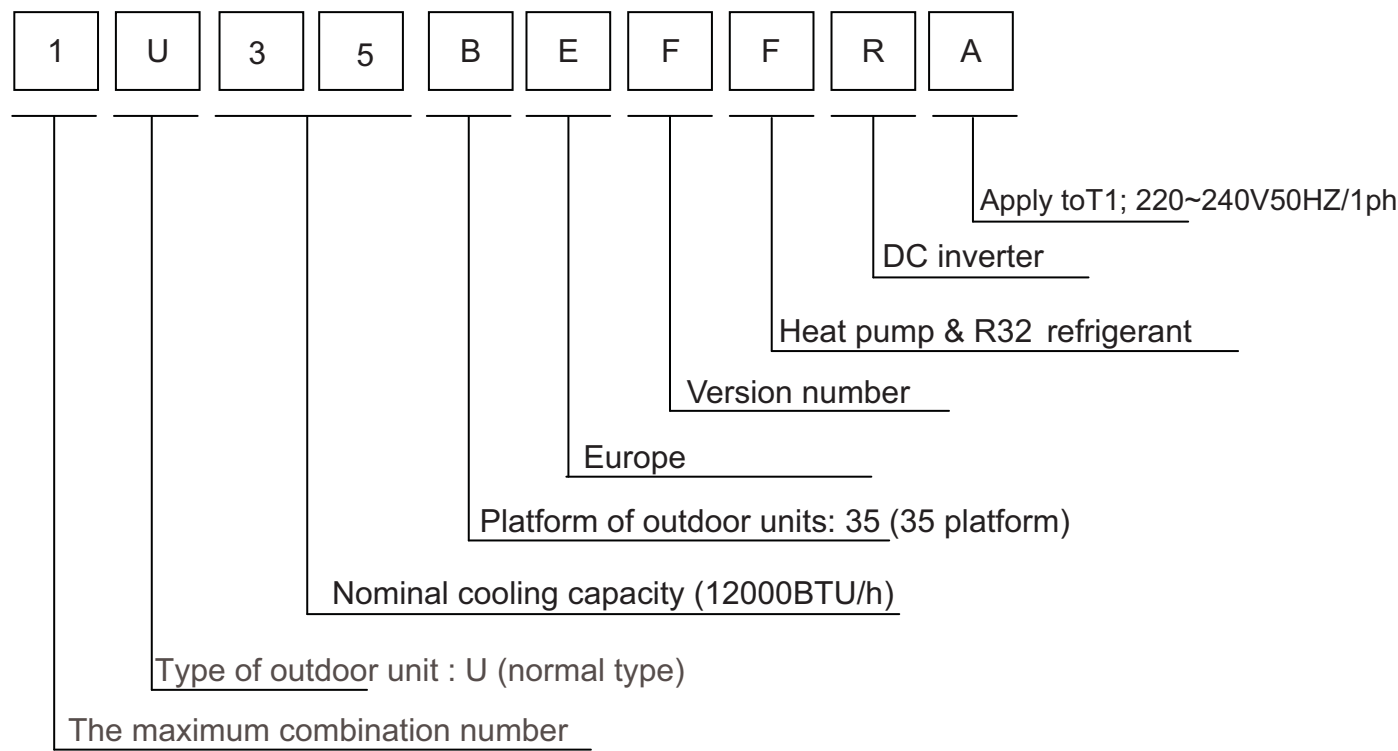 1 U 3 5 B E F F R A
Apply toT1; 220~240V50HZ/1ph
DC inverter
Heat pump & R32 refrigerant
Version number
Europe
Platform of outdoor units: 35 (35 platform)
Nominal cooling capacity (12000BTU/h)
Type of outdoor unit : U (normal type)
The maximum combination number